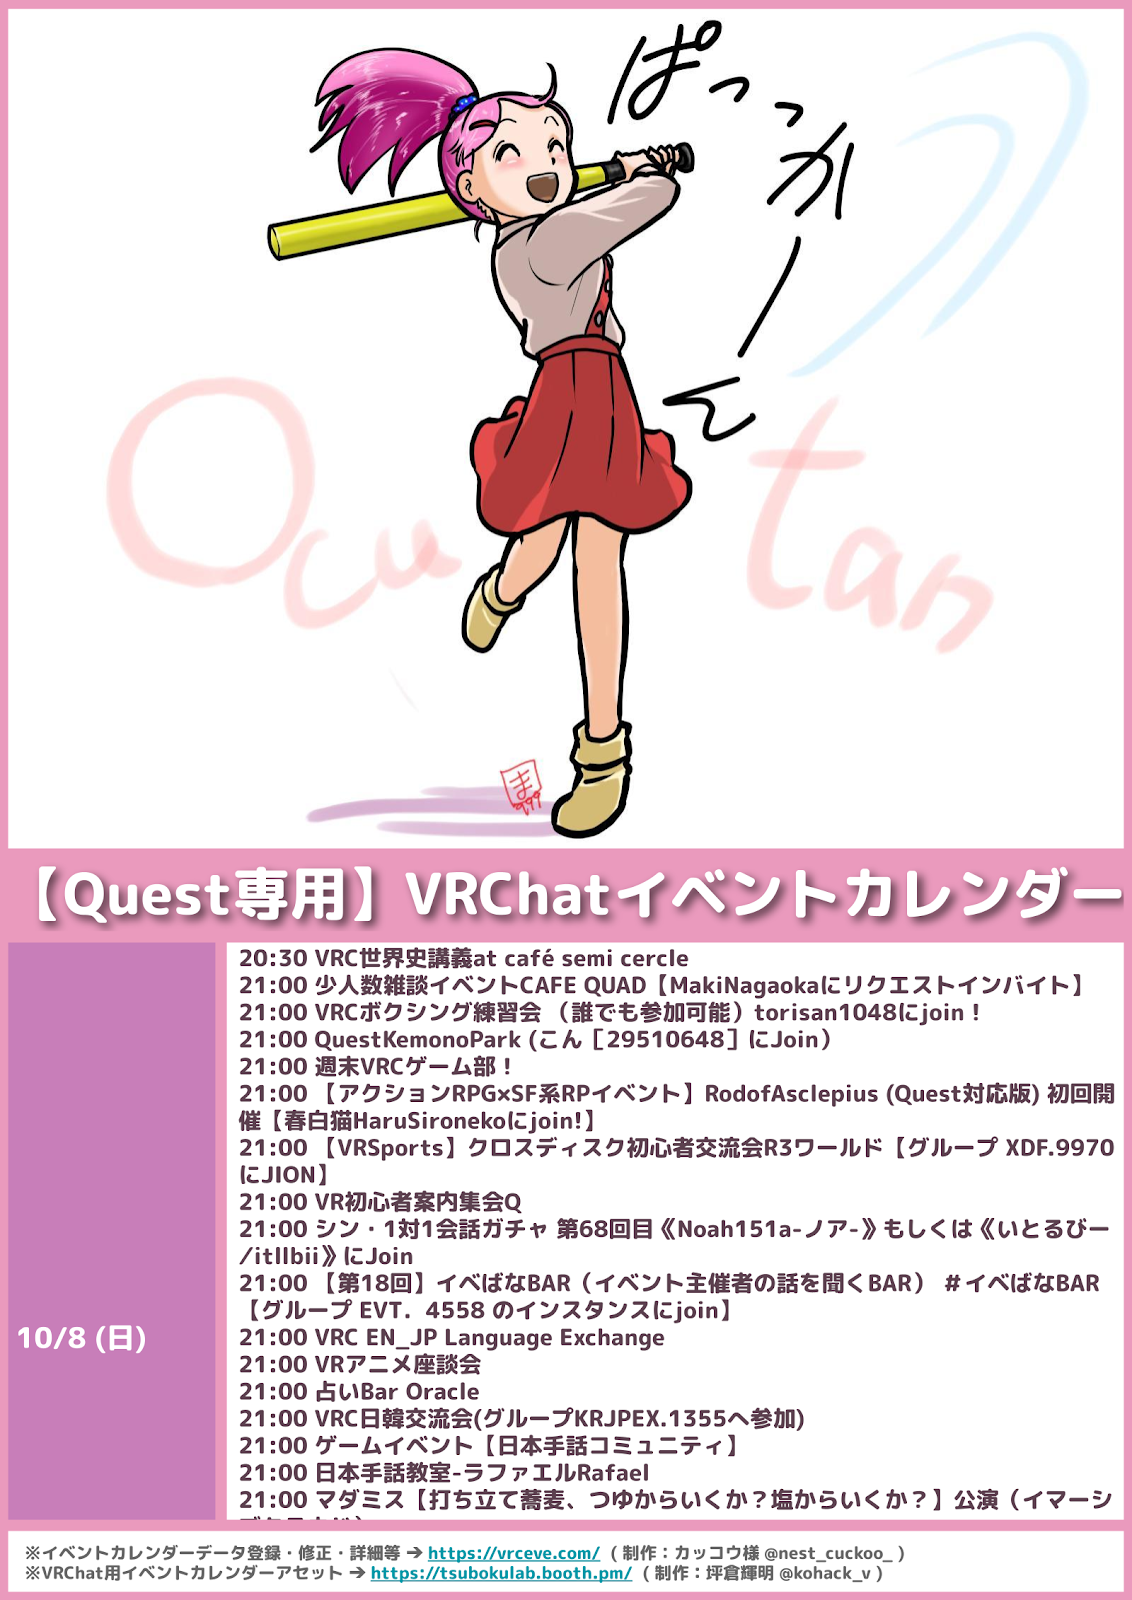 ぱっっかーん
Ocu tan
ま
999
【Quest専用】VRChatイベントカレンダー
10/8 (日)
20:30 VRC世界史講義at café semi cercle
21:00 少人数雑談イベントCAFE QUAD【MakiNagaokaにリクエストインバイト】
21:00 VRCボクシング練習会 （誰でも参加可能）torisan1048にjoin！
21:00 QuestKemonoPark (こん［29510648］にJoin）
21:00 週末VRCゲーム部！
21:00 【アクションRPG×SF系RPイベント】RodofAsclepius (Quest対応版) 初回開
催【春白猫HaruSironekoにjoin!】
21:00 【VRSports】クロスディスク初心者交流会R3ワールド【グループ XDF.9970
にJION】
21:00 VR初心者案内集会Q
21:00 シン・1対1会話ガチャ 第68回目《Noah151a-ノア-》もしくは《いとるびー
/itllbii》にJoin
21:00 【第18回】イベばなBAR（イベント主催者の話を聞くBAR） ＃イベばなBAR
【グループ EVT．4558 のインスタンスにjoin】
21:00 VRC EN_JP Language Exchange
21:00 VRアニメ座談会
21:00 占いBar Oracle
21:00 VRC日韓交流会(グループKRJPEX.1355へ参加)
21:00 ゲームイベント【日本手話コミュニティ】
21:00 日本手話教室-ラファエルRafael
21:00 マダミス【打ち立て蕎麦、つゆからいくか？塩からいくか？】公演（イマーシ
※イベントカレンダーデータ登録・修正・詳細等 ➔ https://vrceve.com/ （制作：カッコウ様 @nest_cuckoo_ ）
※VRChat用イベントカレンダーアセット ➔ https://tsubokulab.booth.pm/ （制作：坪倉輝明 @kohack_v ）